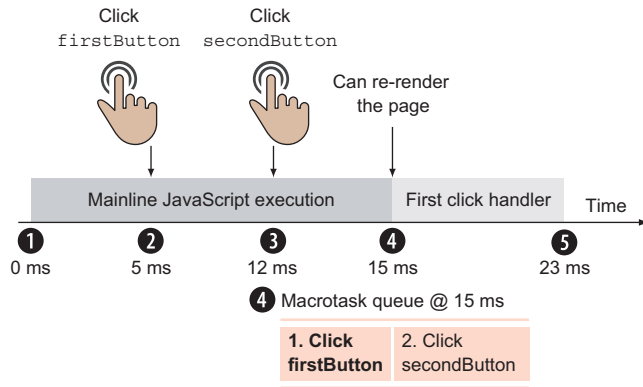 Click
firstButton
Click
secondButton
Can re-render
the page
Mainline JavaScript execution
First click handler
Time
1
2
3
4
5
0 ms
5 ms
12 ms
15 ms
23 ms
4 Macrotask queue @ 15 ms
1. Click
firstButton
2. Click
secondButton